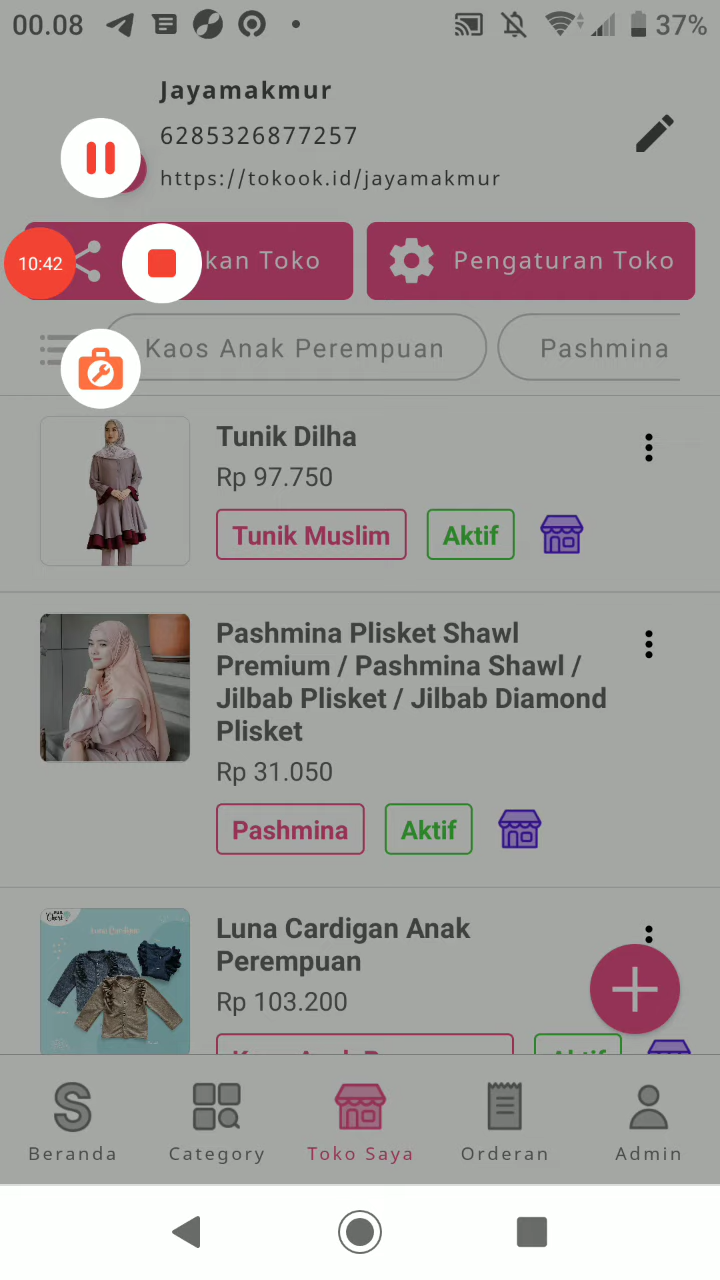 00.08
37%
Jayamakmur
6285326877257
https://tokook.id/jayamakmur
10:42
kan Toko
Pengaturan Toko
Kaos Anak Perempuan
Pashmina
Tunik Dilha
Rp 97.750
Tunik Muslim
Aktif
Pashmina Plisket Shawl
Premium / Pashmina Shawl /
Jilbab Plisket / Jilbab Diamond
Plisket
Rp 31.050
Pashmina
Aktif
Luna Cardigan Anak
Perempuan
Rp 103.200
Beranda
Category
Toko Saya
Orderan
Admin